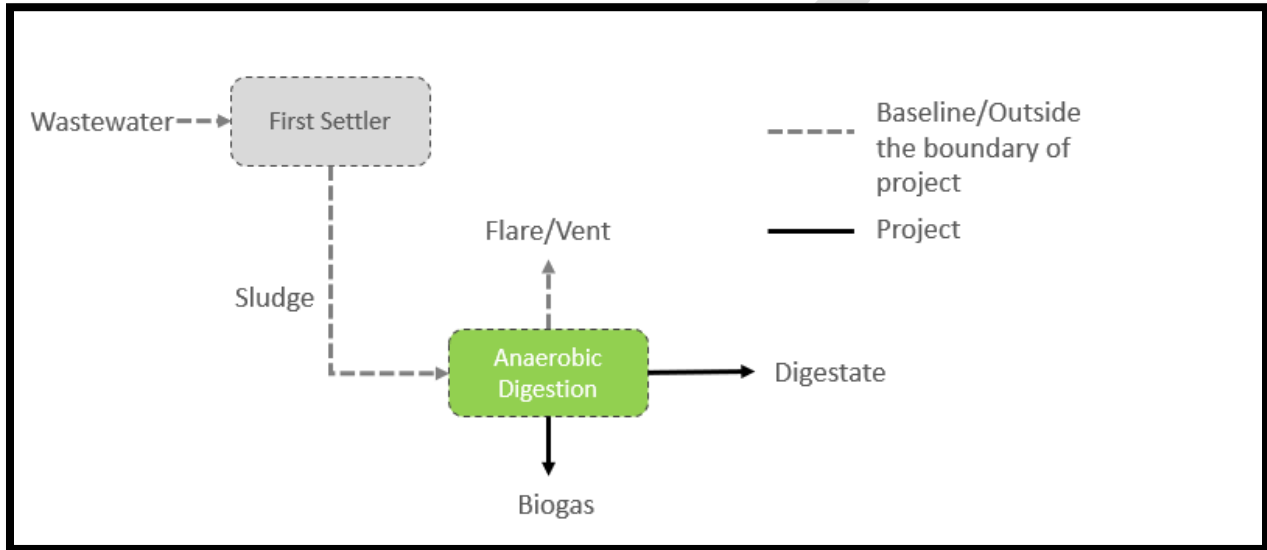 Wastewater
First Settler
Baseline/Outside
the boundary of
project
Project
Flare/Vent
Sludge
Anaerobic
Digestion
Digestate
Biogas